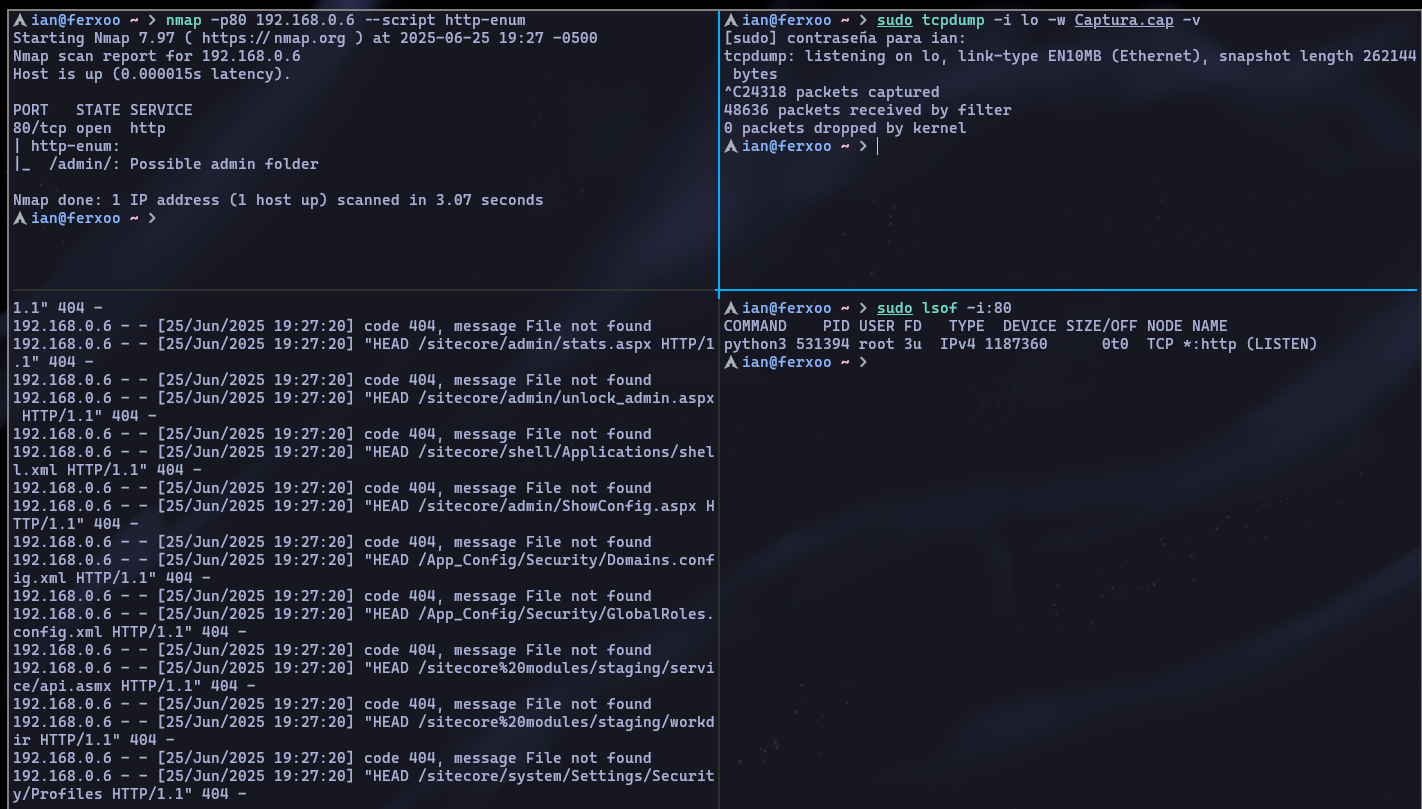 ian@ferxoo ~ > nmap -p80 192.168.0.6 --script http-enum
Starting Nmap 7.97 ( https://nmap.org ) at 2025-06-25 19:27 -0500
Nmap scan report for 192.168.0.6
Host is up (0.000015s latency).
PORT   STATE SERVICE
80/tcp open  http
| http-enum:
|_  /admin/: Possible admin folder
Nmap done: 1 IP address (1 host up) scanned in 3.07 seconds
ian@ferxoo ~ >
ian@ferxoo ~ > sudo tcpdump -i lo -w Captura.cap -v
[sudo] contraseña para ian:
tcpdump: listening on lo, link-type EN10MB (Ethernet), snapshot length 262144
 bytes
^C24318 packets captured
48636 packets received by filter
0 packets dropped by kernel
ian@ferxoo ~ >
1.1" 404 -
192.168.0.6 - - [25/Jun/2025 19:27:20] code 404, message File not found
192.168.0.6 - - [25/Jun/2025 19:27:20] "HEAD /sitecore/admin/stats.aspx HTTP/1
.1" 404 -
192.168.0.6 - - [25/Jun/2025 19:27:20] code 404, message File not found
192.168.0.6 - - [25/Jun/2025 19:27:20] "HEAD /sitecore/admin/unlock_admin.aspx
 HTTP/1.1" 404 -
192.168.0.6 - - [25/Jun/2025 19:27:20] code 404, message File not found
192.168.0.6 - - [25/Jun/2025 19:27:20] "HEAD /sitecore/shell/Applications/shel
l.xml HTTP/1.1" 404 -
192.168.0.6 - - [25/Jun/2025 19:27:20] code 404, message File not found
192.168.0.6 - - [25/Jun/2025 19:27:20] "HEAD /sitecore/admin/ShowConfig.aspx H
TTP/1.1" 404 -
192.168.0.6 - - [25/Jun/2025 19:27:20] code 404, message File not found
192.168.0.6 - - [25/Jun/2025 19:27:20] "HEAD /App_Config/Security/Domains.conf
ig.xml HTTP/1.1" 404 -
192.168.0.6 - - [25/Jun/2025 19:27:20] code 404, message File not found
192.168.0.6 - - [25/Jun/2025 19:27:20] "HEAD /App_Config/Security/GlobalRoles.
config.xml HTTP/1.1" 404 -
192.168.0.6 - - [25/Jun/2025 19:27:20] code 404, message File not found
192.168.0.6 - - [25/Jun/2025 19:27:20] "HEAD /sitecore%20modules/staging/servi
ce/api.asmx HTTP/1.1" 404 -
192.168.0.6 - - [25/Jun/2025 19:27:20] code 404, message File not found
192.168.0.6 - - [25/Jun/2025 19:27:20] "HEAD /sitecore%20modules/staging/workd
ir HTTP/1.1" 404 -
192.168.0.6 - - [25/Jun/2025 19:27:20] code 404, message File not found
192.168.0.6 - - [25/Jun/2025 19:27:20] "HEAD /sitecore/system/Settings/Securit
y/Profiles HTTP/1.1" 404 -
ian@ferxoo ~ > sudo lsof -i:80
COMMAND    PID USER FD   TYPE  DEVICE SIZE/OFF NODE NAME
python3 531394 root 3u  IPv4 1187360      0t0  TCP *:http (LISTEN)
ian@ferxoo ~ >